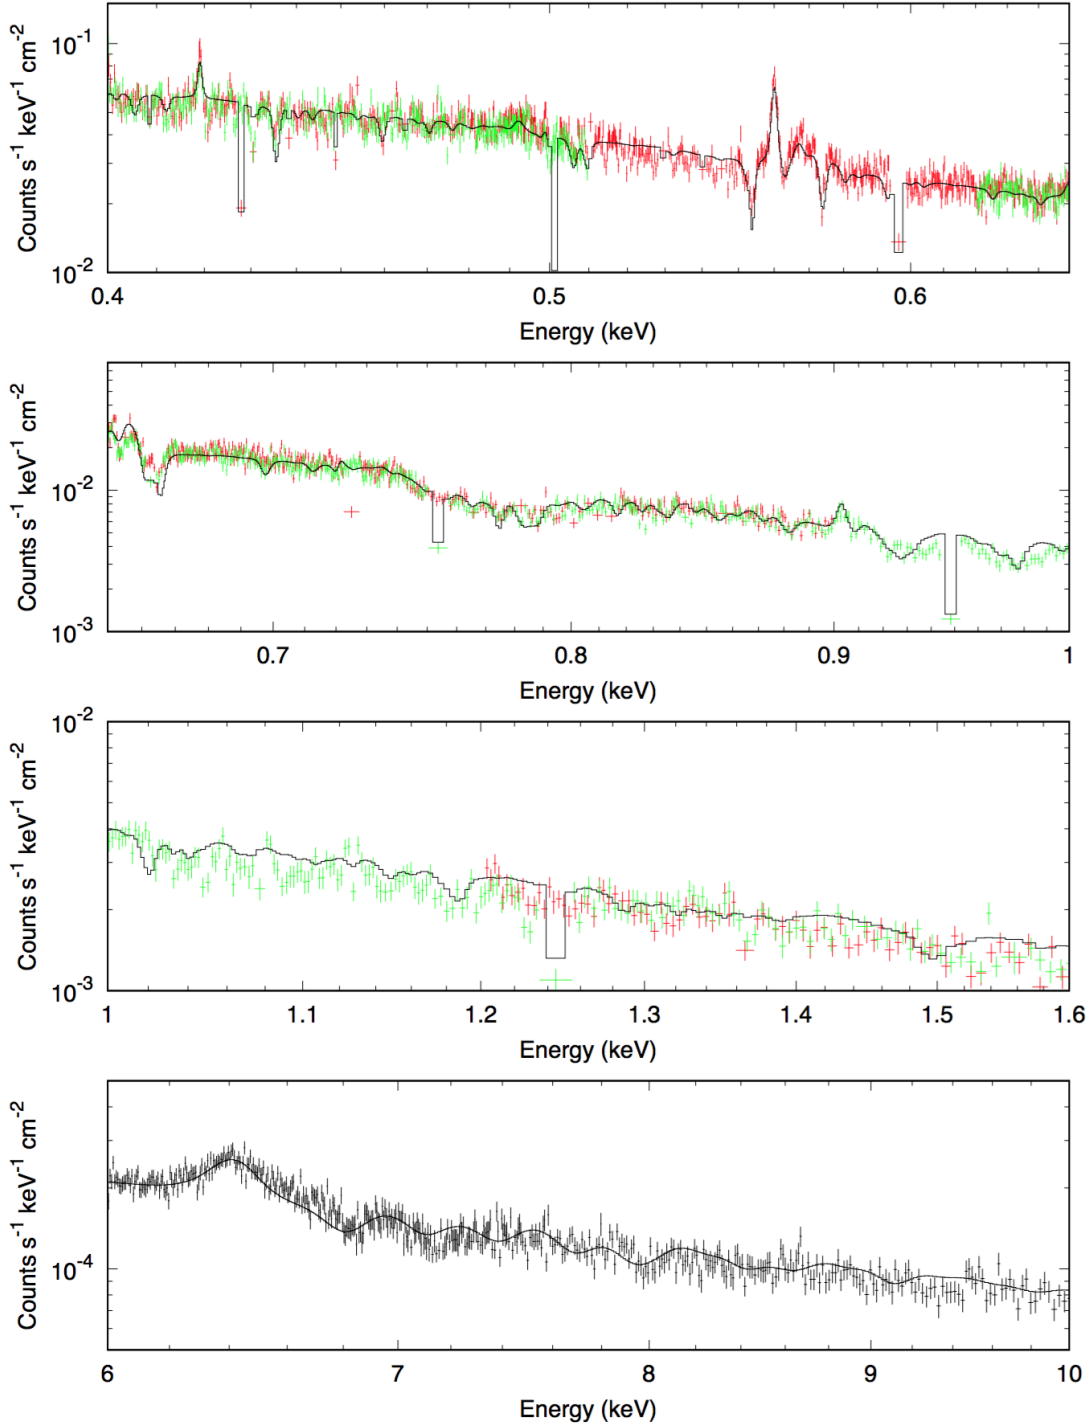 10⁻¹
10⁻²
Counts s⁻¹ keV⁻¹ cm⁻²
0.4 0.5 0.6
Energy (keV)
10⁻²
10⁻³
Counts s⁻¹ keV⁻¹ cm⁻²
0.7 0.8 0.9 1
Energy (keV)
10⁻²
10⁻³
Counts s⁻¹ keV⁻¹ cm⁻²
1 1.1 1.2 1.3 1.4 1.5 1.6
Energy (keV)
10⁻⁴
Counts s⁻¹ keV⁻¹ cm⁻²
6 7 8 9 10
Energy (keV)